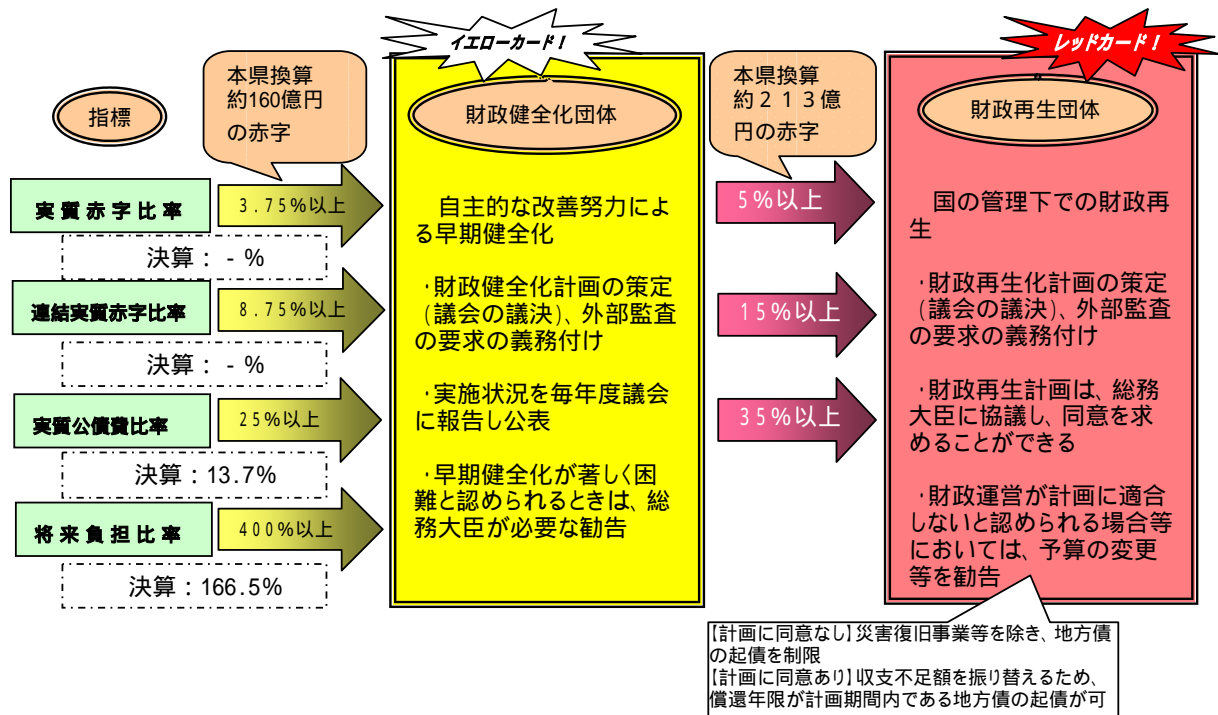 イエローカード！
レッドカード！
指標
本県換算
約160億円
の赤字
財政健全化団体
本県換算
約２１３億
円の赤字
財政再生団体
実質赤字比率
3.75%以上
決算：-%
連結実質赤字比率
8.75%以上
決算：-%
実質公債費比率
25%以上
決算：13.7%
将来負担比率
400%以上
決算：166.5%
自主的な改善努力によ
る早期健全化
・財政健全化計画の策定
(議会の議決)、外部監査
の要求の義務付け
・実施状況を毎年度議会
に報告し公表
・早期健全化が著しく困
難と認められるときは、総
務大臣が必要な勧告
5%以上
15%以上
35%以上
国の管理下での財政再
生
・財政再生化計画の策定
(議会の議決)、外部監査
の要求の義務付け
・財政再生計画は、総務
大臣に協議し、同意を求
めることができる
・財政運営が計画に適合
しないと認められる場合等
においては、予算の変更
等を勧告
【計画に同意なし】災害復旧事業等を除き、地方債
の起債を制限
【計画に同意あり】収支不足額を振り替えるため、
償還年限が計画期間内である地方債の起債が可